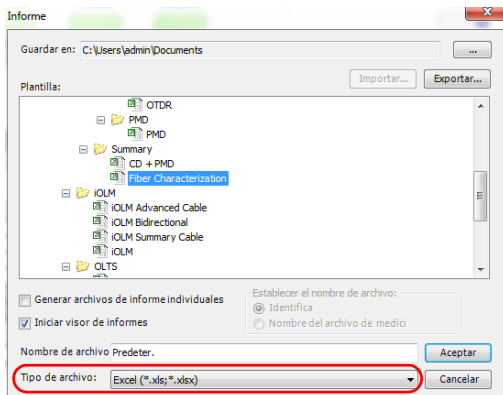 Informe
Guardar en: C:\Users\admin\Documents ...
Importar... Exportar...
Plantilla:
OTDR
PMD
PMD
Summary
CD + PMD
Fiber Characterization
iOLM
iOLM Advanced Cable
iOLM Bidirectional
iOLM Summary Cable
iOLM
OLTS
Generar archivos de informe individuales
Establecer el nombre de archivo:
Identifica
Iniciar visor de informes
Nombre del archivo de medici
Nombre de archivo Predeter. Aceptar
Tipo de archivo: Excel (*.xls;*.xlsx) Cancelar